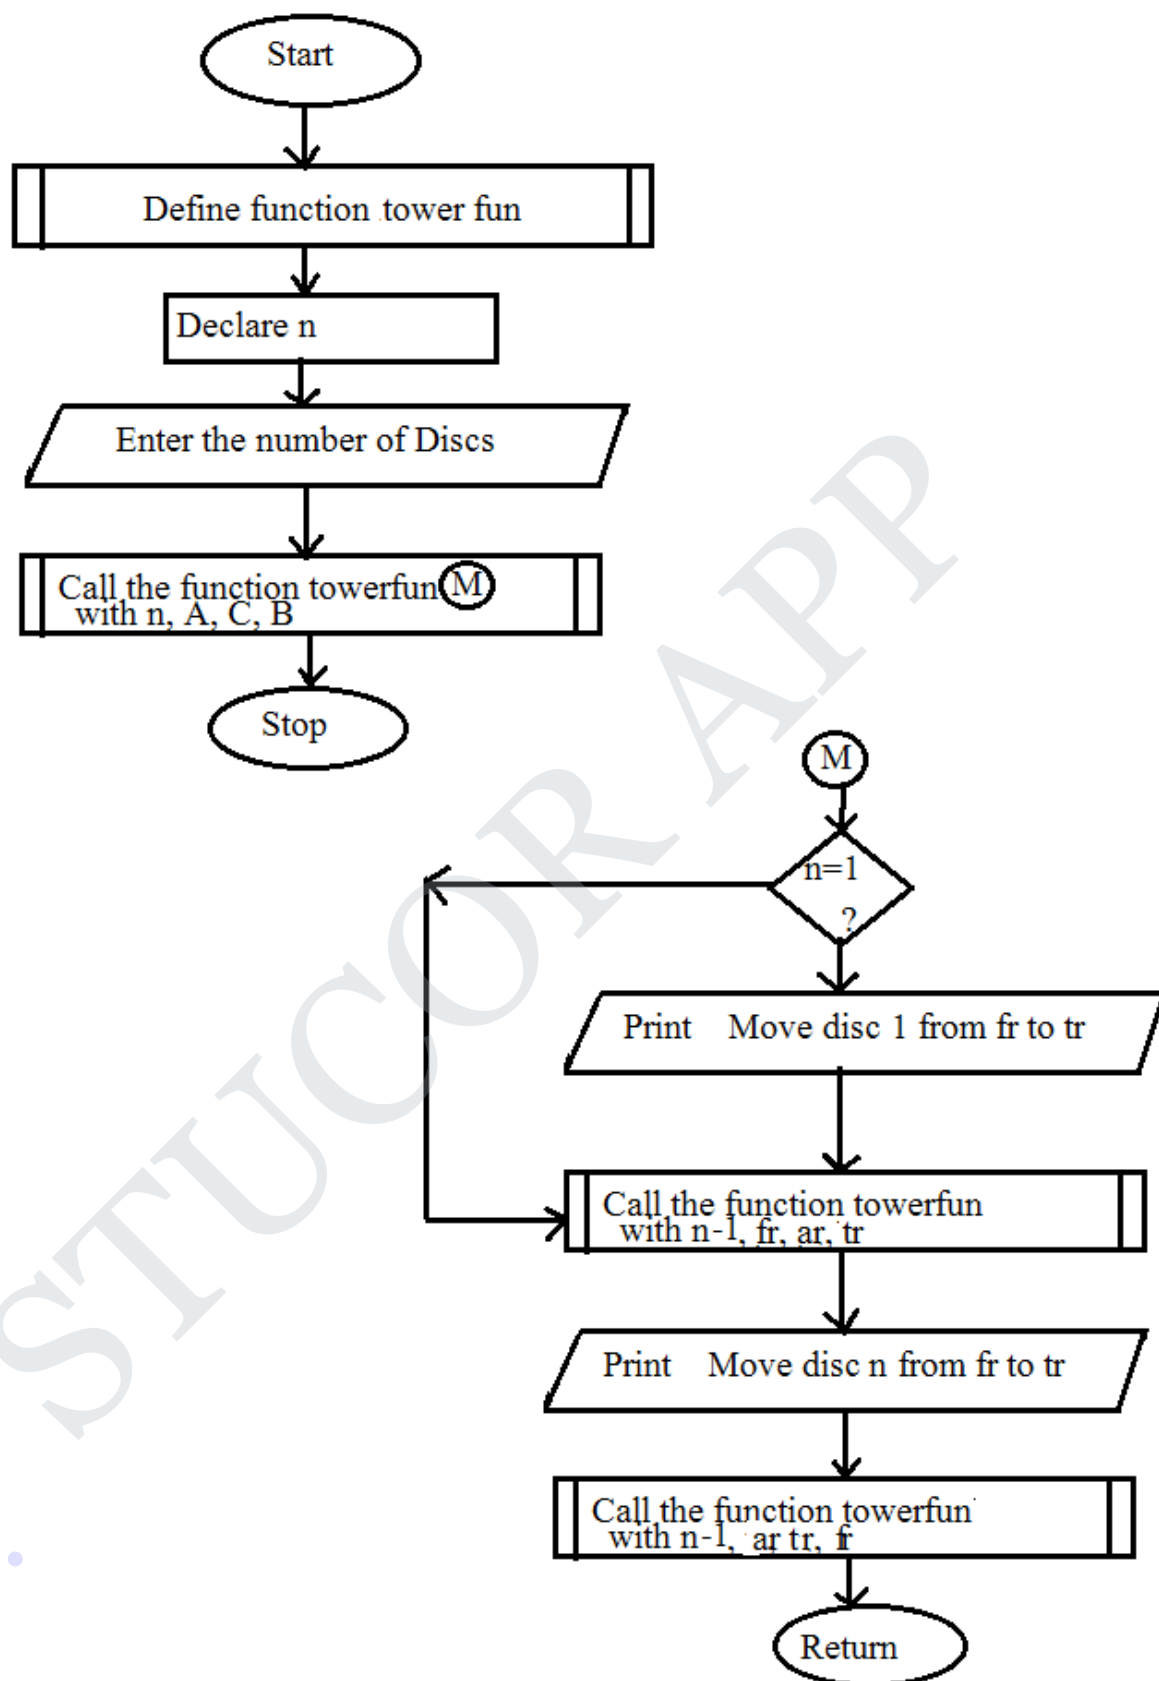 Start
Define function tower fun
Declare n
Enter the number of Discs
Call the function towerfun M
with n, A, C, B
Stop
M
n=1
?
Print Move disc 1 from fr to tr
Call the function towerfun
with n-1, fr, ar, tr
Print Move disc n from fr to tr
Call the function towerfun
with n-1, ar tr, fr
Return
STUCOR APP